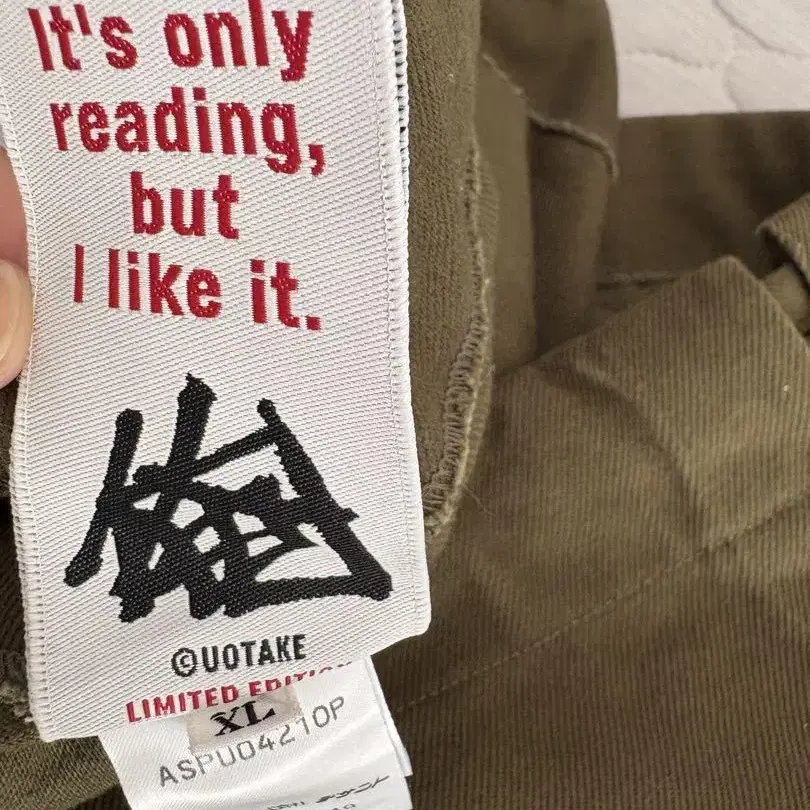 It's only
reading,
but
I like it.
©UOTAKE
LIMITED EDITION
XL
ASPU04210P